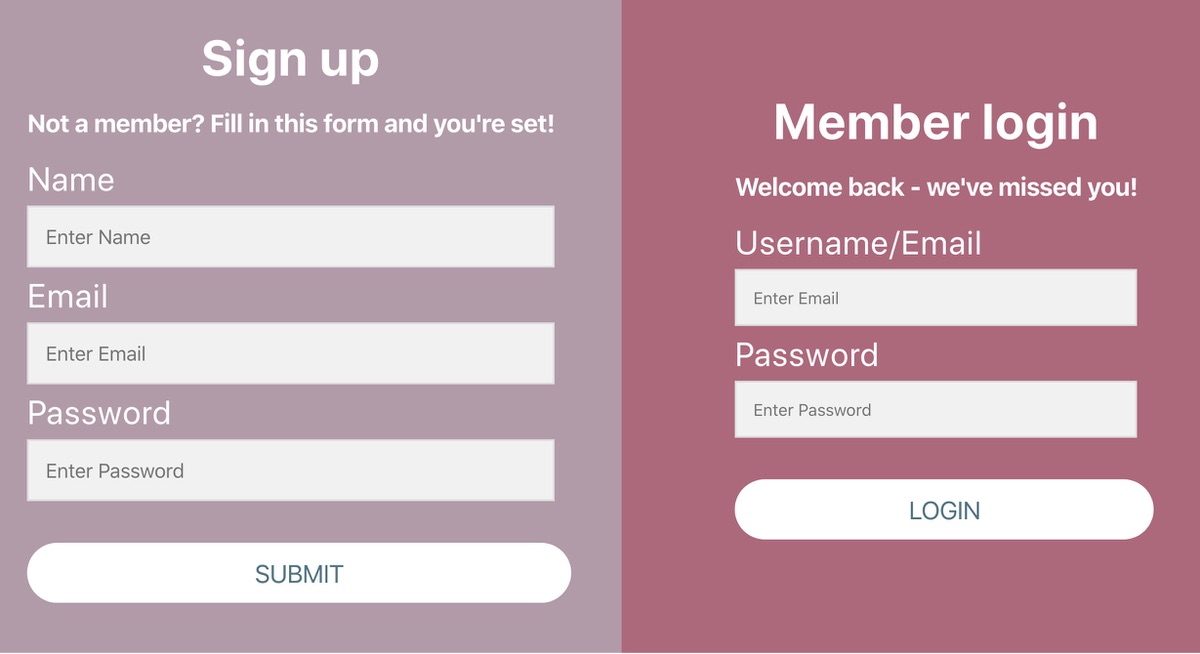 Sign up
Not a member? Fill in this form and you're set!
Name
Enter Name
Email
Enter Email
Password
Enter Password
SUBMIT
Member login
Welcome back - we've missed you!
Username/Email
Enter Email
Password
Enter Password
LOGIN